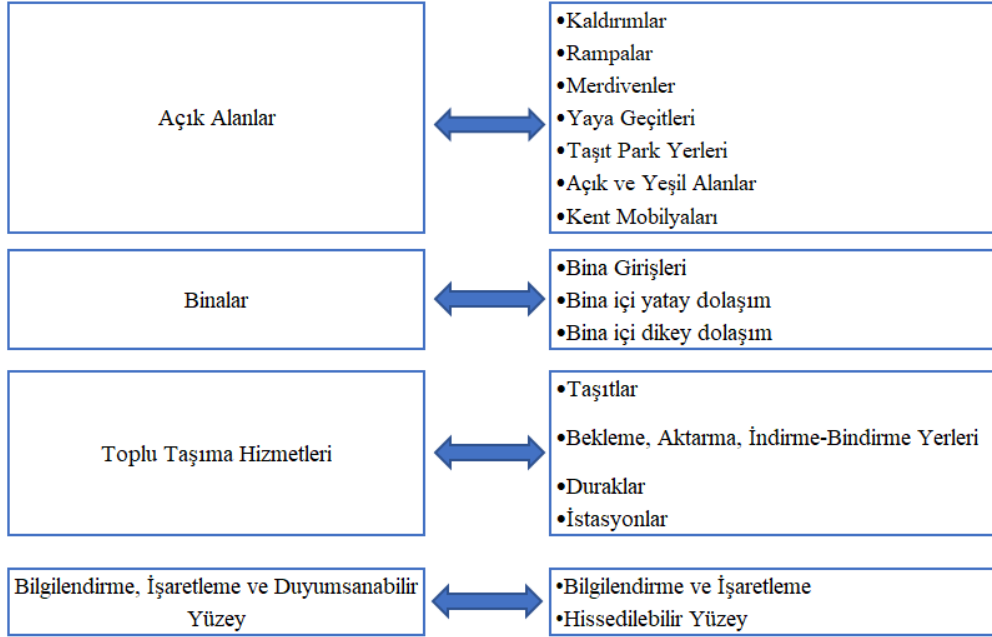 Açık Alanlar
•Kaldırımlar
•Rampalar
•Merdivenler
•Yaya Geçitleri
•Taşıt Park Yerleri
•Açık ve Yeşil Alanlar
•Kent Mobilyaları
Binalar
•Bina Girişleri
•Bina içi yatay dolaşım
•Bina içi dikey dolaşım
Toplu Taşıma Hizmetleri
•Taşıtlar
•Bekleme, Aktarma, İndirme-Bindirme Yerleri
•Duraklar
•İstasyonlar
Bilgilendirme, İşaretleme ve Duyumsanabilir
Yüzey
•Bilgilendirme ve İşaretleme
•Hissedilebilir Yüzey